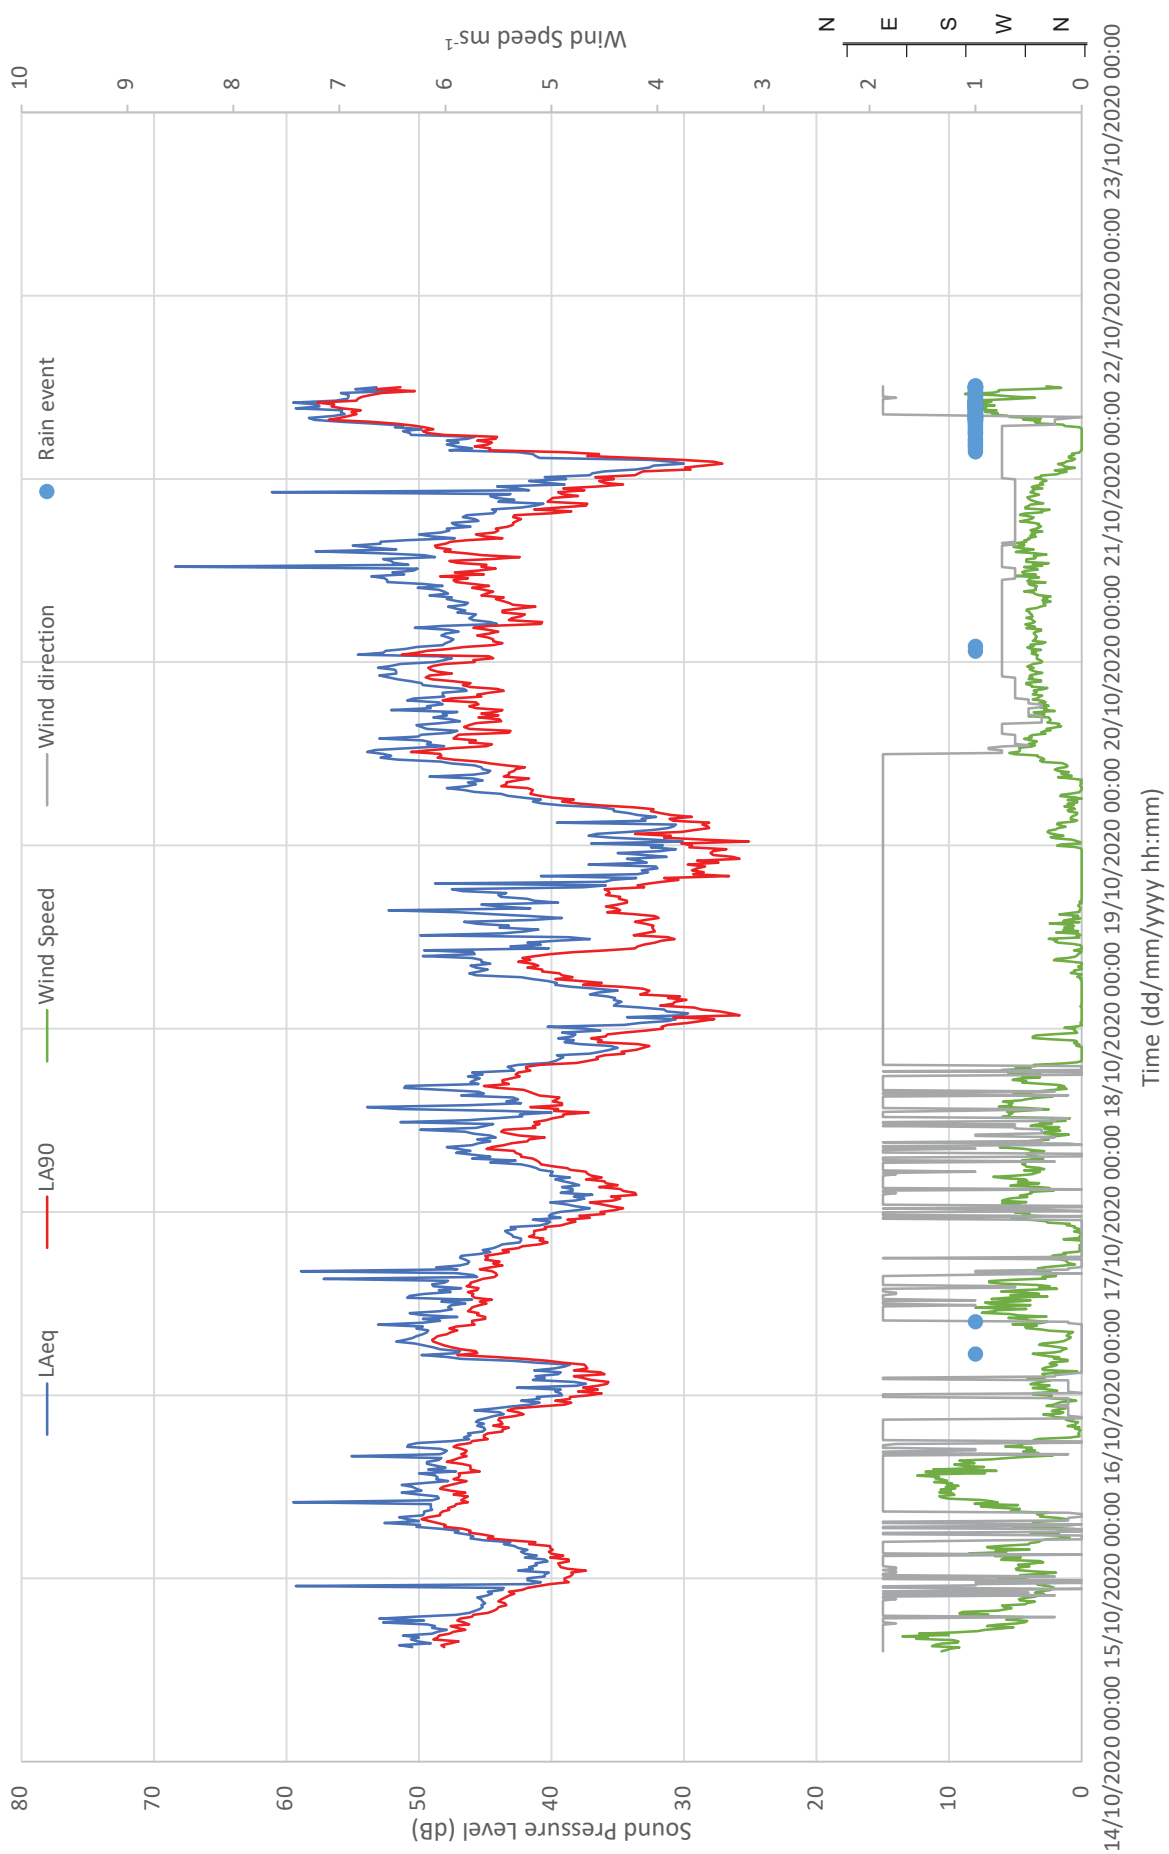 LAeq
LA90
Wind Speed
Wind direction
Rain event
80
70
60
50
40
30
20
10
0
Sound Pressure Level (dB)
10
9
8
7
6
5
4
3
2
1
0
Wind Speed ms⁻¹
N
E
S
W
N
14/10/2020 00:00 15/10/2020 00:00 16/10/2020 00:00 17/10/2020 00:00 18/10/2020 00:00 19/10/2020 00:00 20/10/2020 00:00 21/10/2020 00:00 22/10/2020 00:00 23/10/2020 00:00
Time (dd/mm/yyyy hh:mm)